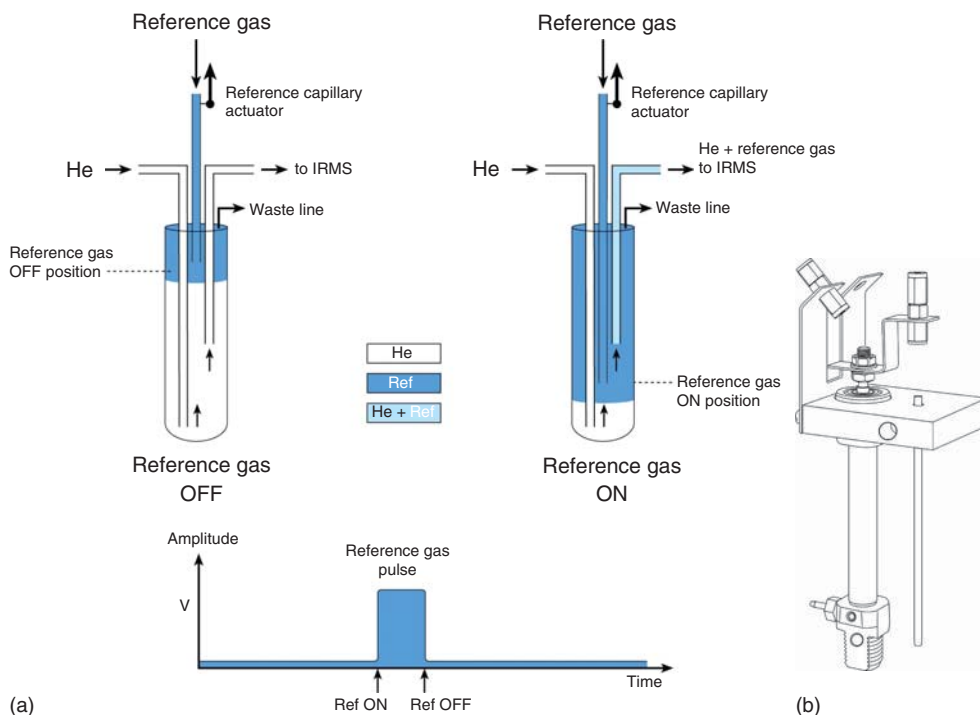 Reference gas
Reference capillary
actuator
He
to IRMS
Waste line
Reference gas
OFF position
Reference gas
OFF
Reference gas
Reference capillary
actuator
He
He + reference gas
to IRMS
Waste line
Reference gas
ON position
Reference gas
ON
He
Ref
He + Ref
Amplitude
V
Reference gas
pulse
Time
Ref ON
Ref OFF
(a)
(b)